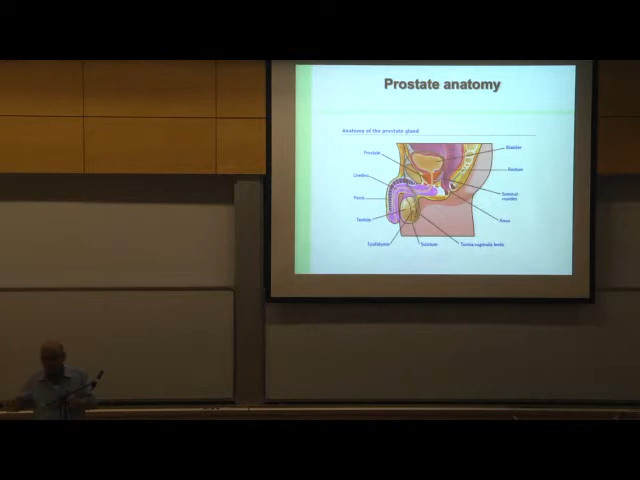 Prostate anatomy
Anatomy of the prostate gland
Prostate
Bladder
Urethra
Rectum
Penis
Seminal
vesicles
Testicle
Anus
Epididymis
Scrotum
Tunica vaginalis testis